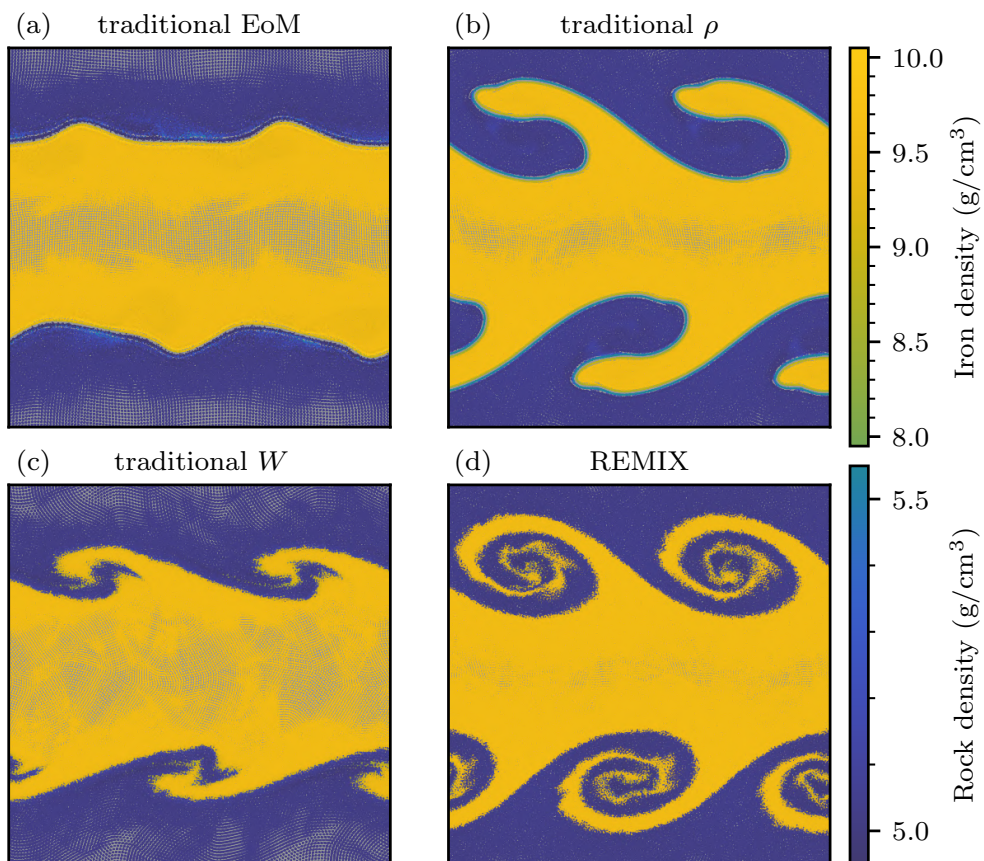 (a) traditional EoM
(b) traditional ρ
10.0
9.5
9.0
8.5
8.0
Iron density (g/cm³)
(c) traditional W
(d) REMIX
5.5
5.0
Rock density (g/cm³)